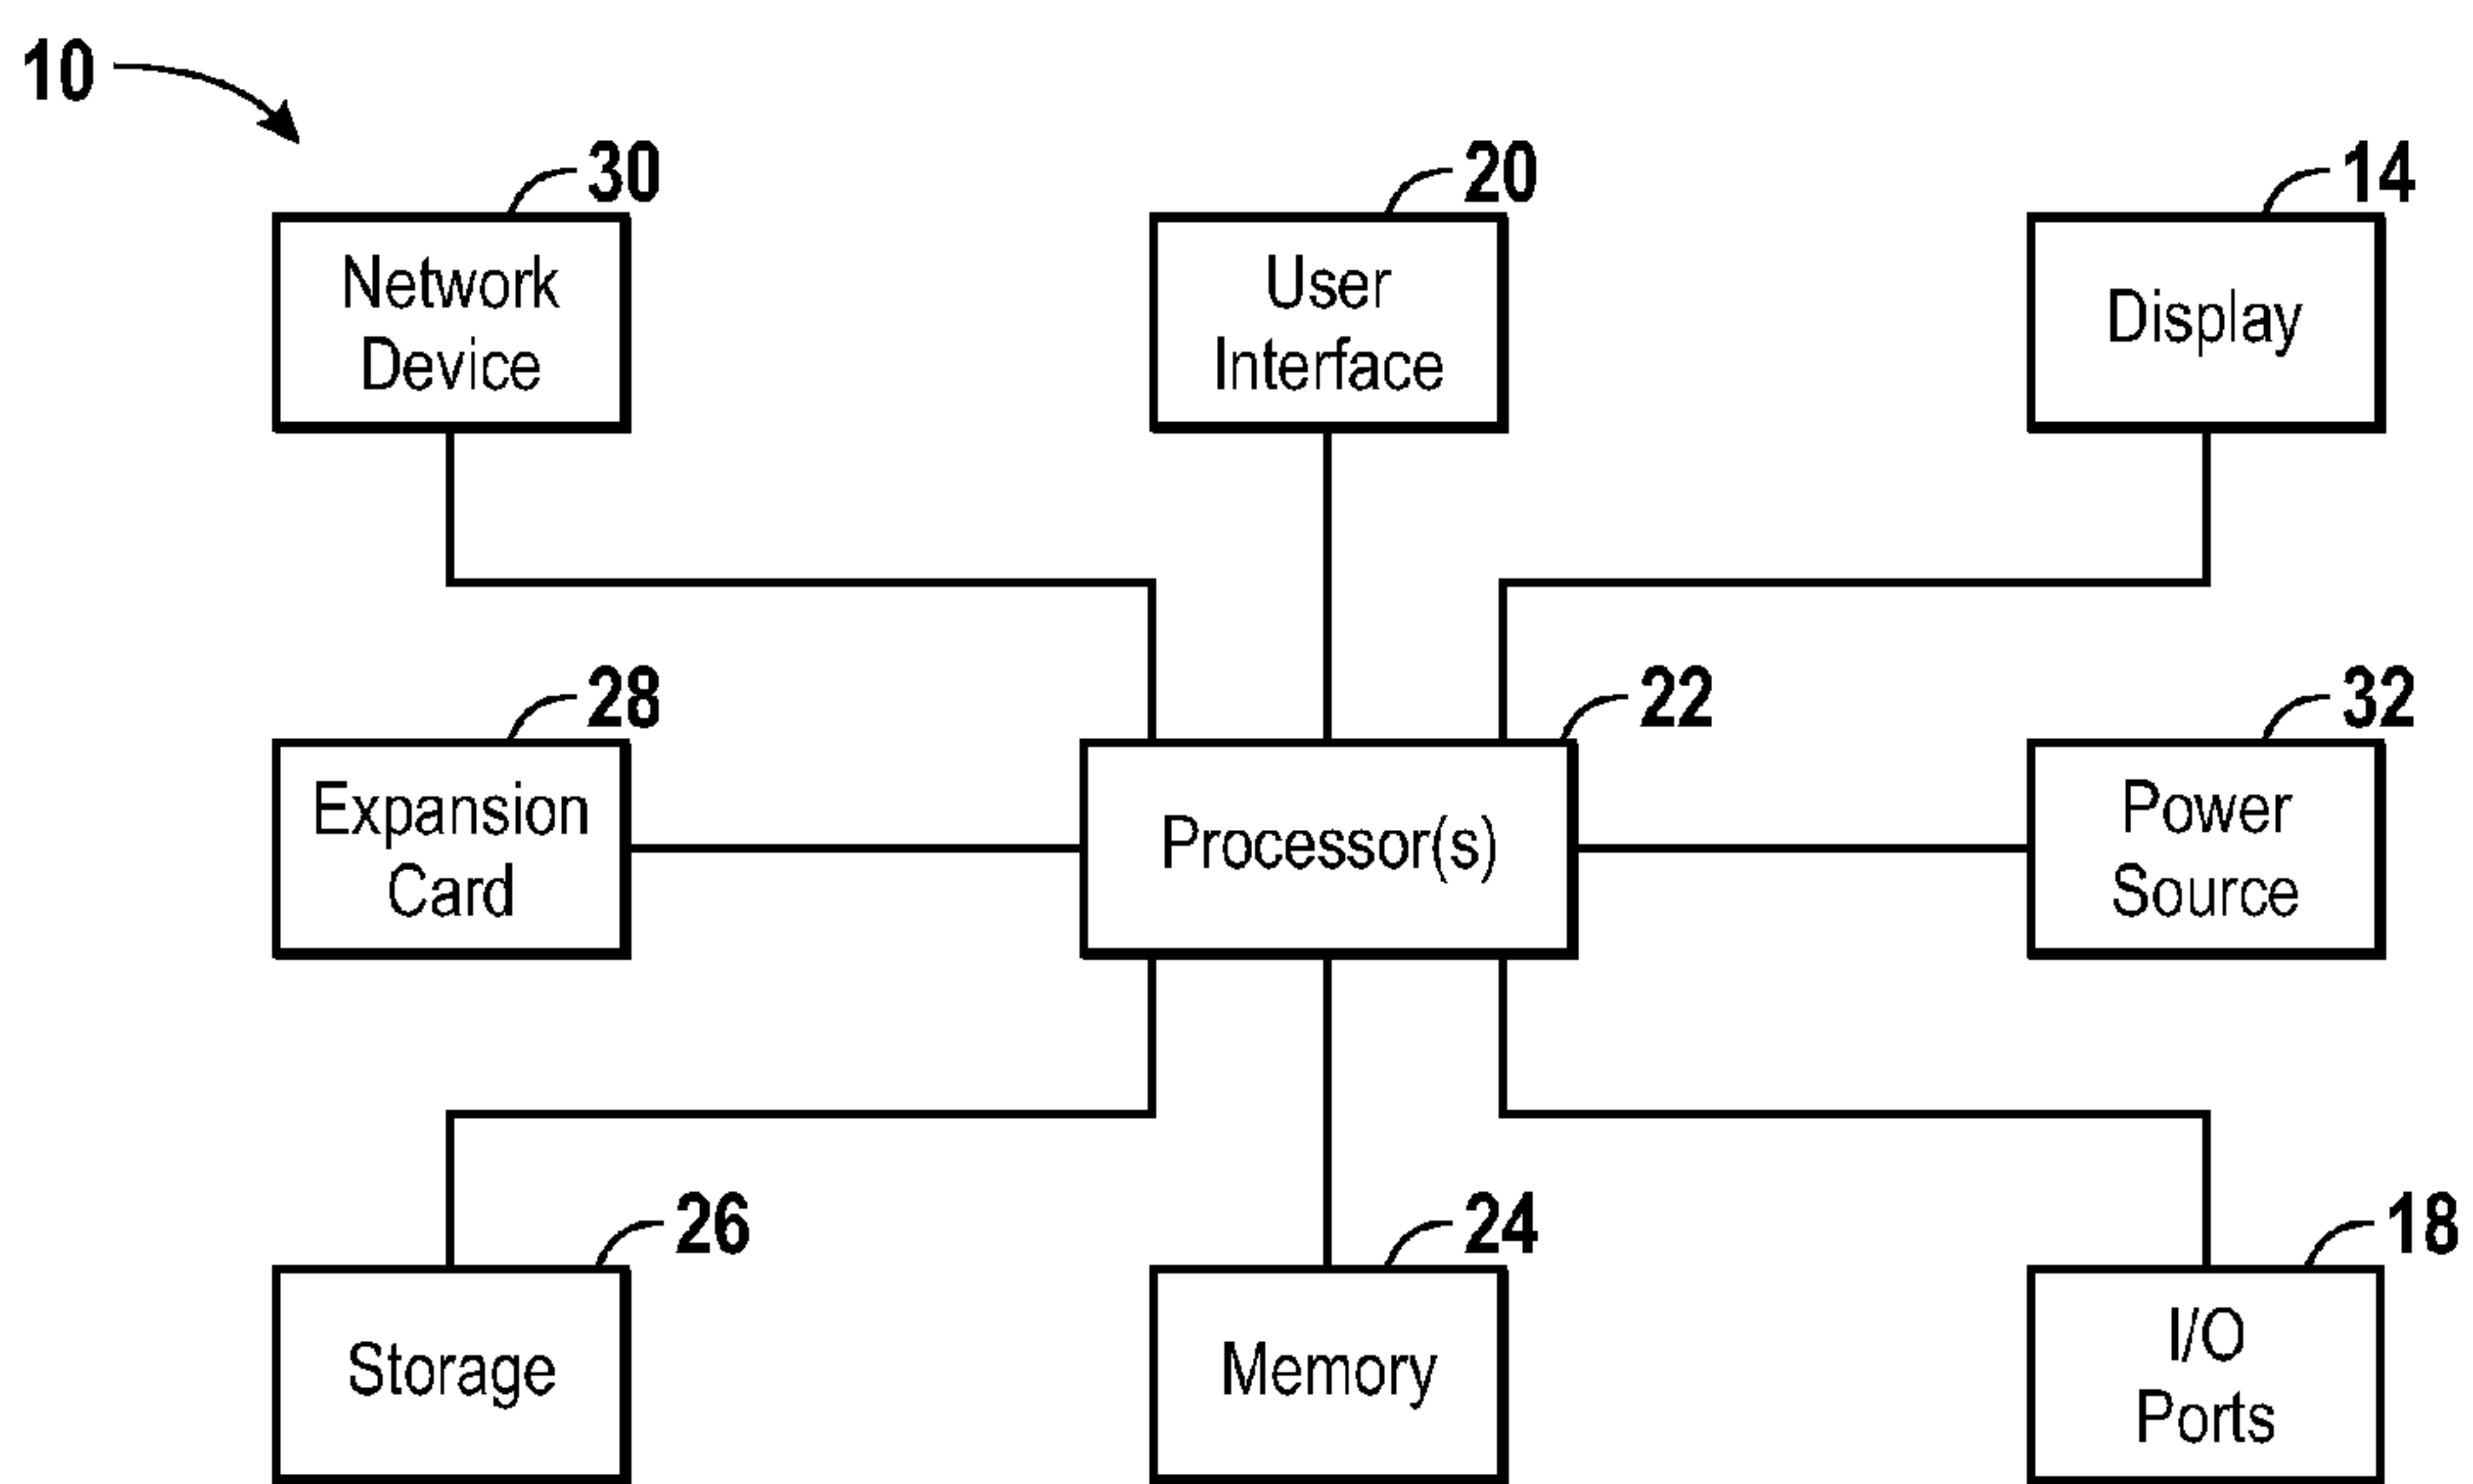 10
30
20
14
Network
Device
User
Interface
Display
28
22
32
Expansion
Card
Processor(s)
Power
Source
26
24
18
Storage
Memory
I/O
Ports